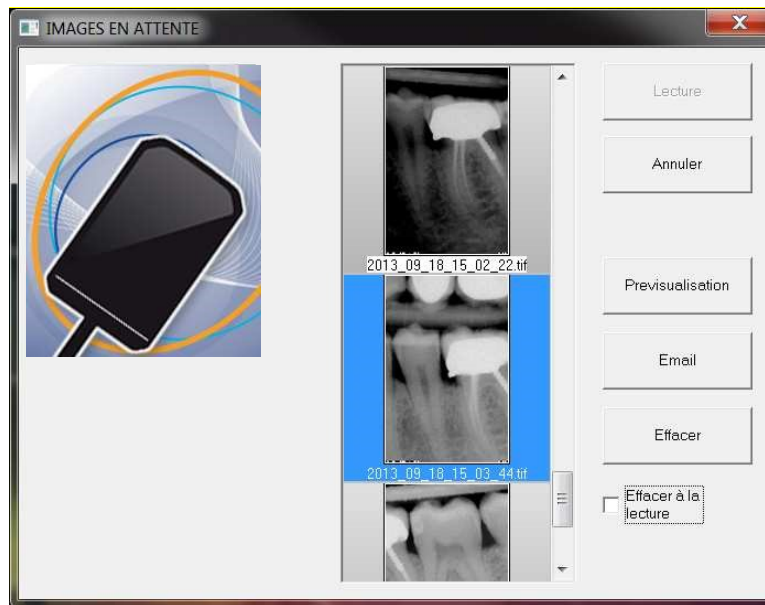 IMAGES EN ATTENTE
2013_09_18_15_02_22.tif
2013_09_18_15_03_44.tif
Lecture
Annuler
Previsualisation
Email
Effacer
Effacer à la
lecture